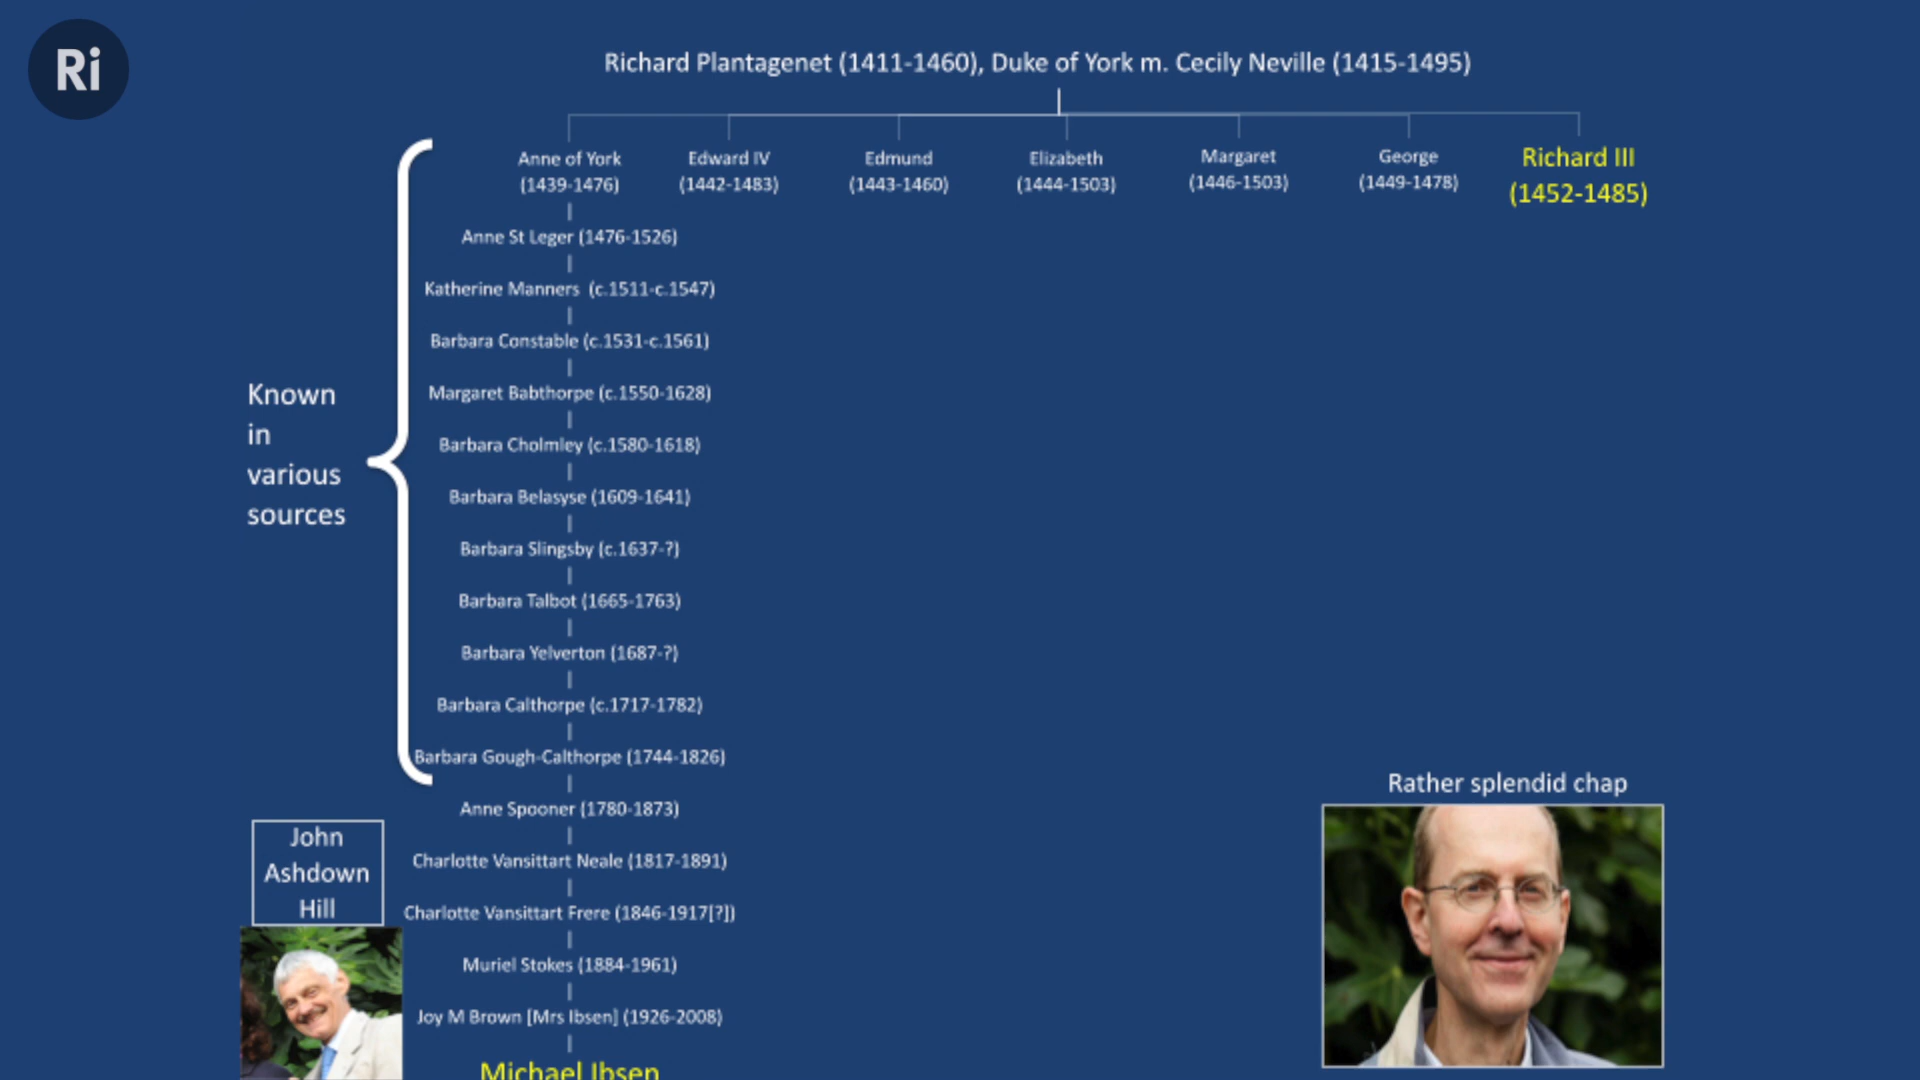 Ri
Richard Plantagenet (1411-1460), Duke of York m. Cecily Neville (1415-1495)
Anne of York
(1439-1476)
Edward IV
(1442-1483)
Edmund
(1443-1460)
Elizabeth
(1444-1503)
Margaret
(1446-1503)
George
(1449-1478)
Richard III
(1452-1485)
Anne St Leger (1476-1526)
Katherine Manners (c.1511-c.1547)
Barbara Constable (c.1531-c.1561)
Margaret Babthorpe (c.1550-1628)
Barbara Cholmley (c.1580-1618)
Barbara Belasyse (1609-1641)
Barbara Slingsby (c.1637-?)
Barbara Talbot (1665-1763)
Barbara Yelverton (1687-?)
Barbara Calthorpe (c.1717-1782)
Barbara Gough-Calthorpe (1744-1826)
Anne Spooner (1780-1873)
Charlotte Vansittart Neale (1817-1891)
Charlotte Vansittart Frere (1846-1917[?])
Muriel Stokes (1884-1961)
Joy M Brown [Mrs Ibsen] (1926-2008)
Michael Ibsen
Known
in
various
sources
John
Ashdown
Hill
Rather splendid chap